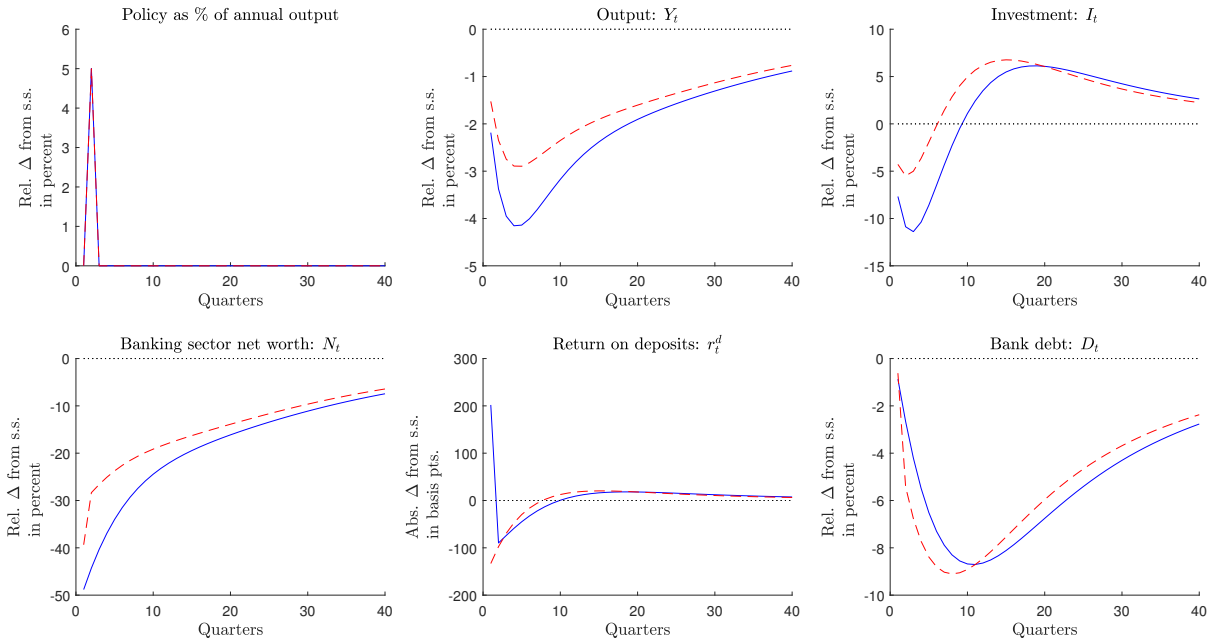 Policy as % of annual output
Rel. Δ from s.s.
in percent
6
5
4
3
2
1
0
0 10 20 30 40
Quarters
Output: Y_t
Rel. Δ from s.s.
in percent
0
-1
-2
-3
-4
-5
0 10 20 30 40
Quarters
Investment: I_t
Rel. Δ from s.s.
in percent
10
5
0
-5
-10
-15
0 10 20 30 40
Quarters
Banking sector net worth: N_t
Rel. Δ from s.s.
in percent
0
-10
-20
-30
-40
-50
0 10 20 30 40
Quarters
Return on deposits: r_t^d
Abs. Δ from s.s.
in basis pts.
300
200
100
0
-100
-200
0 10 20 30 40
Quarters
Bank debt: D_t
Rel. Δ from s.s.
in percent
0
-2
-4
-6
-8
-10
0 10 20 30 40
Quarters